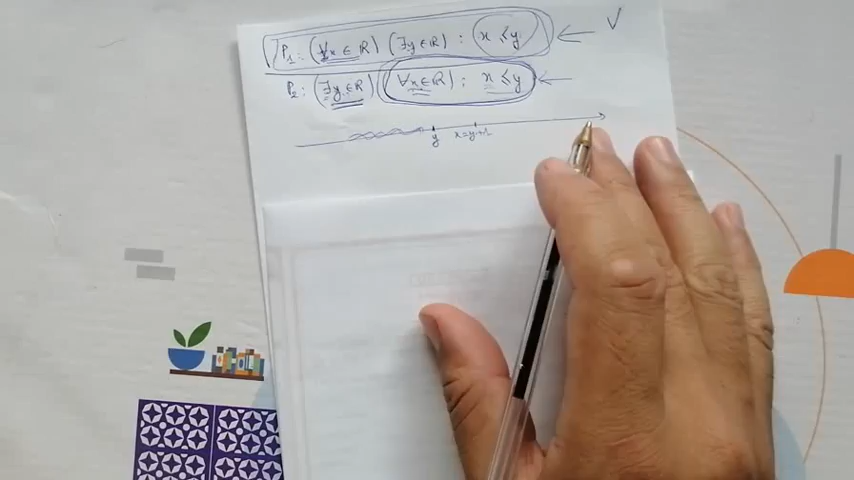 P₁ : (∀x ∈ ℝ) (∃y ∈ ℝ) : x ≤ y ← V
P₂ : (∃y ∈ ℝ) (∀x ∈ ℝ) : x ≤ y ←
y x=y+1